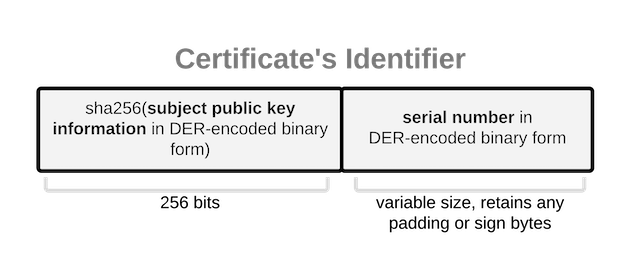 Certificate's Identifier
sha256(subject public key
information in DER-encoded binary
form)
serial number in
DER-encoded binary form
256 bits
variable size, retains any
padding or sign bytes